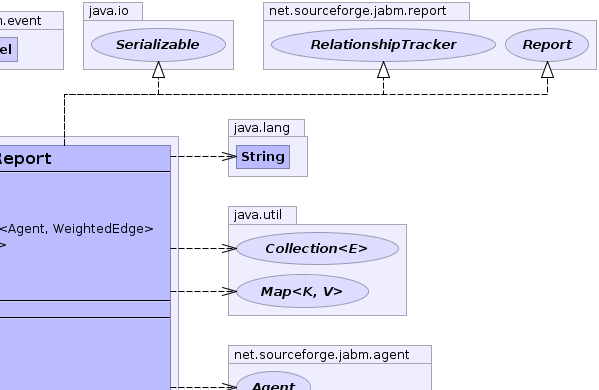 java.io
net.sourceforge.jabm.report
m.event
el
Serializable
RelationshipTracker
Report
java.lang
String
Report
java.util
<Agent, WeightedEdge>
>
Collection<E>
Map<K, V>
net.sourceforge.jabm.agent
Agent